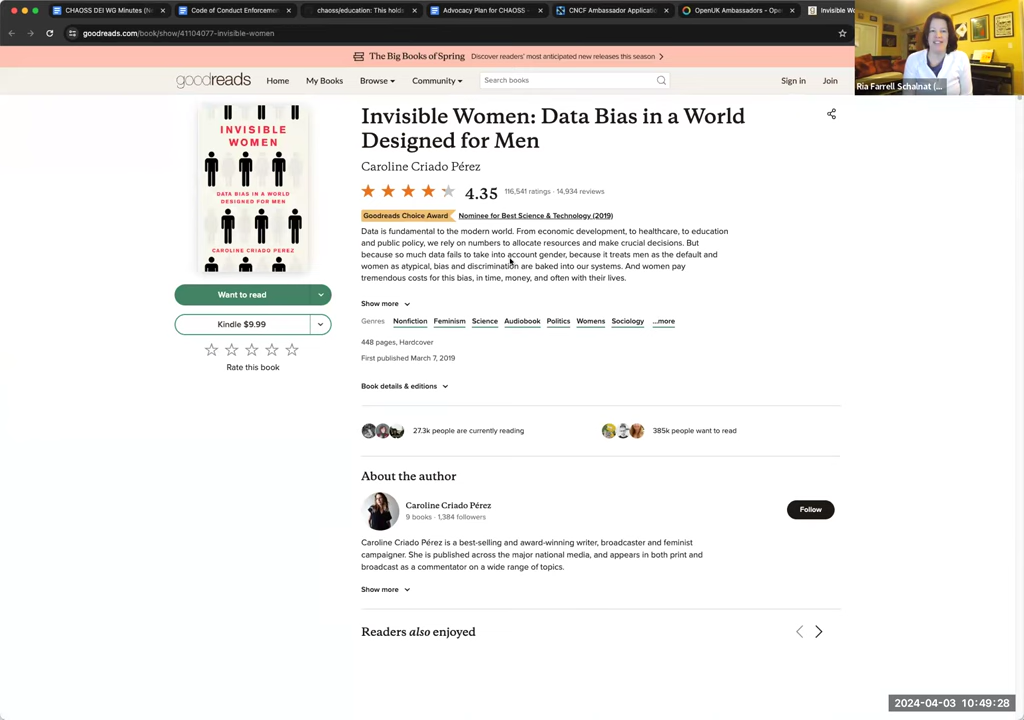 CHAOSS DEI WG Minutes (N
Code of Conduct Enforcemen
chaoss/education: This hold
Advocacy Plan for CHAOSS
CNCF Ambassador Applicati
OpenUK Ambassadors - Ope
Invisible Wo
goodreads.com/book/show/41104077-invisible-women
Ria Farrell Schalnat (...
The Big Books of Spring Discover readers' most anticipated new releases this season
goodreads Home My Books Browse Community Search books Sign in Join
INVISIBLE
WOMEN
DATA BIAS IN A WORLD
DESIGNED FOR MEN
CAROLINE CRIADO PEREZ
Want to read
Kindle $9.99
Rate this book
Invisible Women: Data Bias in a World
Designed for Men
Caroline Criado Pérez
4.35 116,541 ratings · 14,934 reviews
Goodreads Choice Award Nominee for Best Science & Technology (2019)
Data is fundamental to the modern world. From economic development, to healthcare, to education
and public policy, we rely on numbers to allocate resources and make crucial decisions. But
because so much data fails to take into account gender, because it treats men as the default and
women as atypical, bias and discrimination are baked into our systems. And women pay
tremendous costs for this bias, in time, money, and often with their lives.
Show more
Genres Nonfiction Feminism Science Audiobook Politics Womens Sociology ...more
448 pages, Hardcover
First published March 7, 2019
Book details & editions
27.3k people are currently reading 385k people want to read
About the author
Caroline Criado Pérez
9 books · 1,384 followers
Follow
Caroline Criado Pérez is a best-selling and award-winning writer, broadcaster and feminist
campaigner. She is published across the major national media, and appears in both print and
broadcast as a commentator on a wide range of topics.
Show more
Readers also enjoyed
2024-04-03 10:49:28